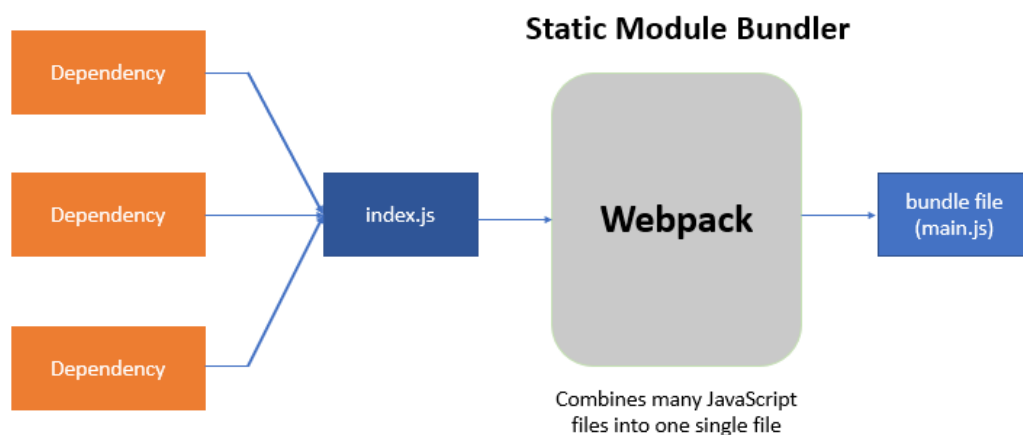 Static Module Bundler
Dependency
Dependency
Dependency
index.js
Webpack
bundle file
(main.js)
Combines many JavaScript
files into one single file